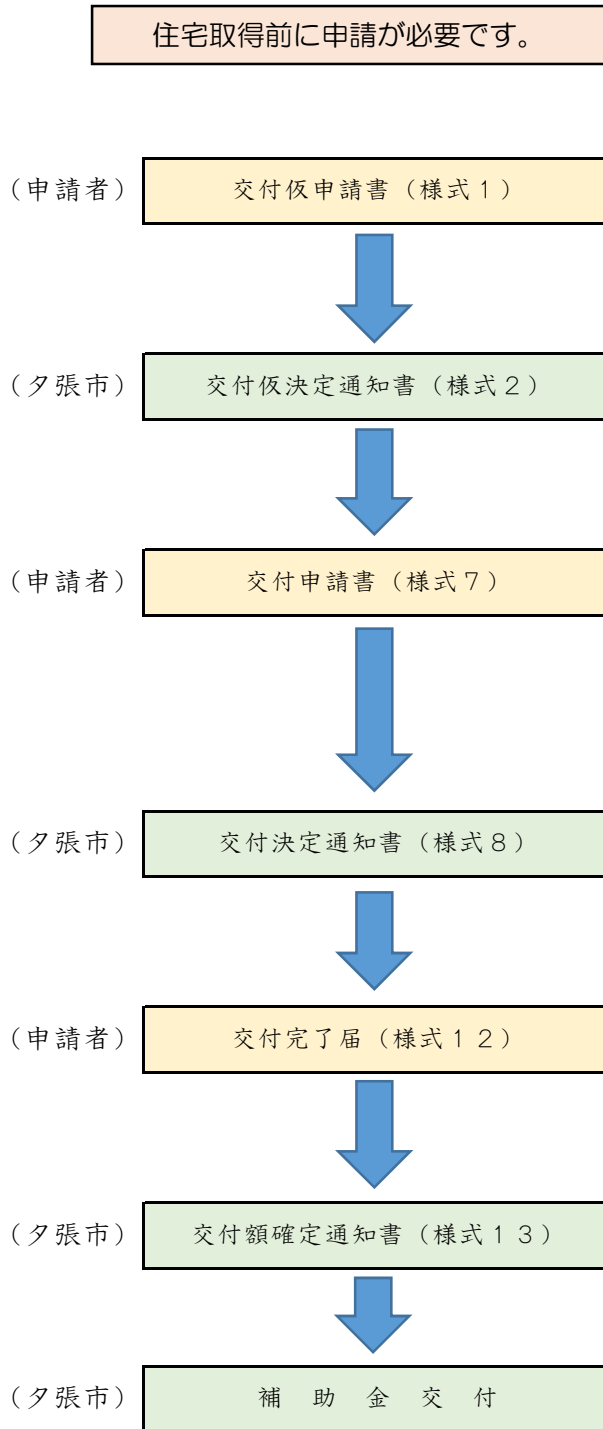 住宅取得前に申請が必要です。
（申請者） 交付仮申請書（様式１）
（夕張市） 交付仮決定通知書（様式２）
（申請者） 交付申請書（様式７）
（夕張市） 交付決定通知書（様式８）
（申請者） 交付完了届（様式１２）
（夕張市） 交付額確定通知書（様式１３）
（夕張市） 補　助　金　交　付